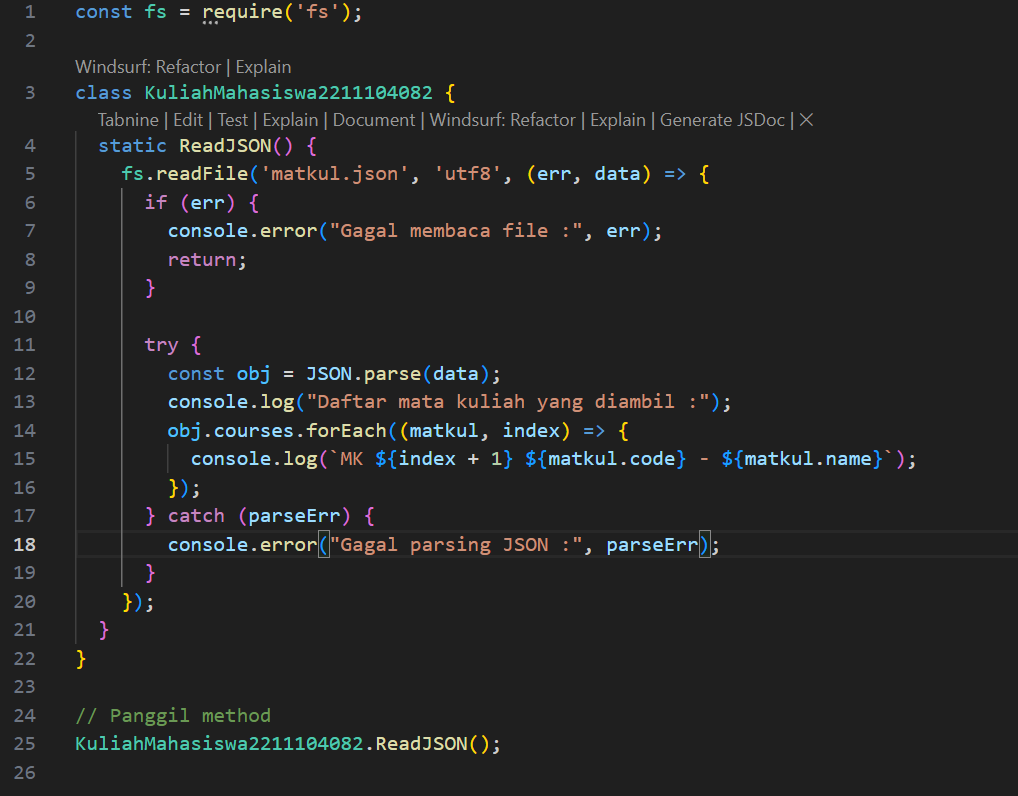 1 const fs = require('fs');
2
Windsurf: Refactor | Explain
3 class KuliahMahasiswa2211104082 {
Tabnine | Edit | Test | Explain | Document | Windsurf: Refactor | Explain | Generate JSDoc | ×
4   static ReadJSON() {
5     fs.readFile('matkul.json', 'utf8', (err, data) => {
6       if (err) {
7         console.error("Gagal membaca file :", err);
8         return;
9       }
10
11       try {
12         const obj = JSON.parse(data);
13         console.log("Daftar mata kuliah yang diambil :");
14         obj.courses.forEach((matkul, index) => {
15           console.log(`MK ${index + 1} ${matkul.code} - ${matkul.name}`);
16         });
17       } catch (parseErr) {
18         console.error("Gagal parsing JSON :", parseErr);
19       }
20     });
21   }
22 }
23
24 // Panggil method
25 KuliahMahasiswa2211104082.ReadJSON();
26